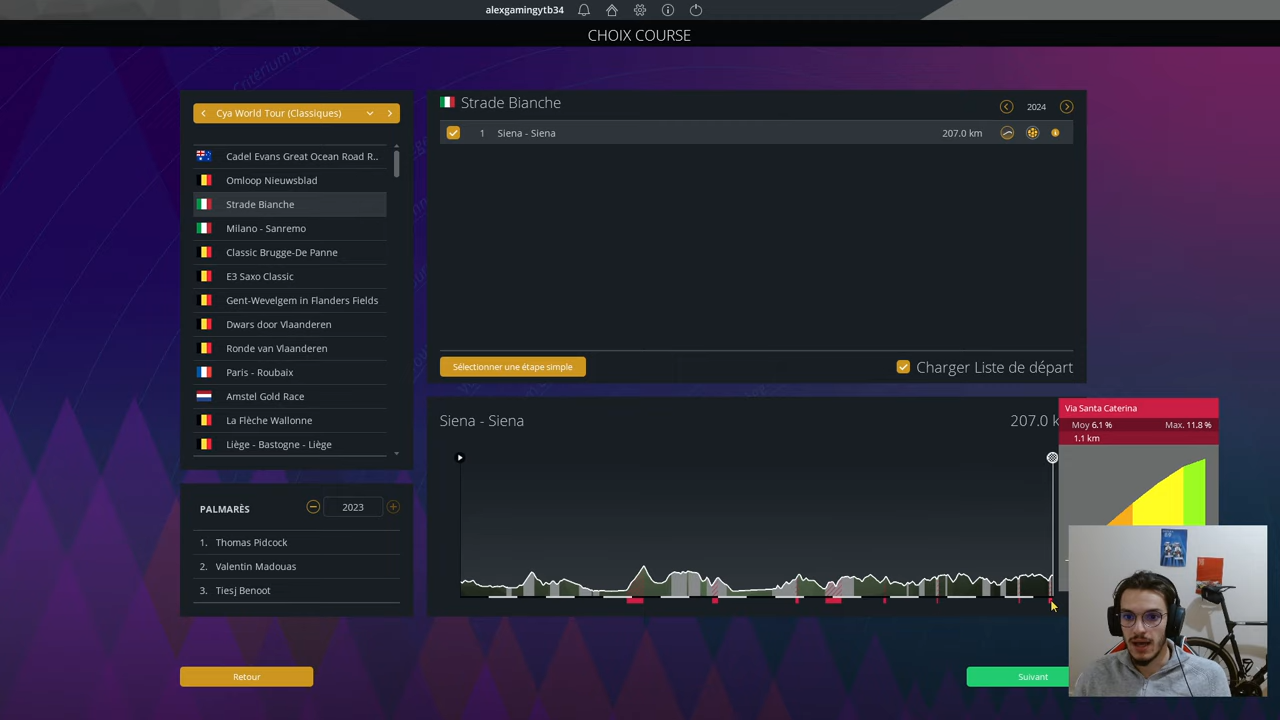 alexgamingytb34
CHOIX COURSE
Cya World Tour (Classiques)
Cadel Evans Great Ocean Road R..
Omloop Nieuwsblad
Strade Bianche
Milano - Sanremo
Classic Brugge-De Panne
E3 Saxo Classic
Gent-Wevelgem in Flanders Fields
Dwars door Vlaanderen
Ronde van Vlaanderen
Paris - Roubaix
Amstel Gold Race
La Flèche Wallonne
Liège - Bastogne - Liège
PALMARÈS 2023
1. Thomas Pidcock
2. Valentin Madouas
3. Tiesj Benoot
Retour
Strade Bianche 2024
1 Siena - Siena 207.0 km
Sélectionner une étape simple
Charger Liste de départ
Siena - Siena 207.0 k
Via Santa Caterina
Moy 6.1 % Max. 11.8 %
1.1 km
Suivant